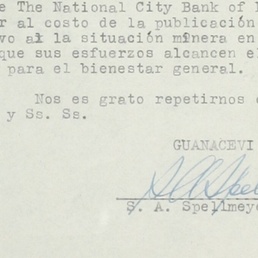 e The National City Bank of
r al costo de la publicación
vo al la situación minera en
que sus esfuerzos alcancen el
para el bienestar general.
Nos es grato repetirnos
y Ss. Ss.
GUANACEVI
S. A. Spellmeye